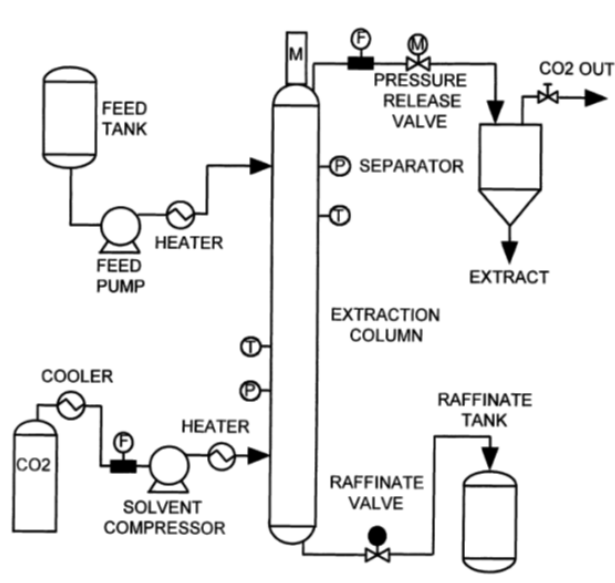 M
F
M
CO2 OUT
PRESSURE
RELEASE
VALVE
FEED
TANK
P
SEPARATOR
T
HEATER
FEED
PUMP
EXTRACT
EXTRACTION
COLUMN
T
P
COOLER
RAFFINATE
TANK
HEATER
F
CO2
RAFFINATE
VALVE
SOLVENT
COMPRESSOR